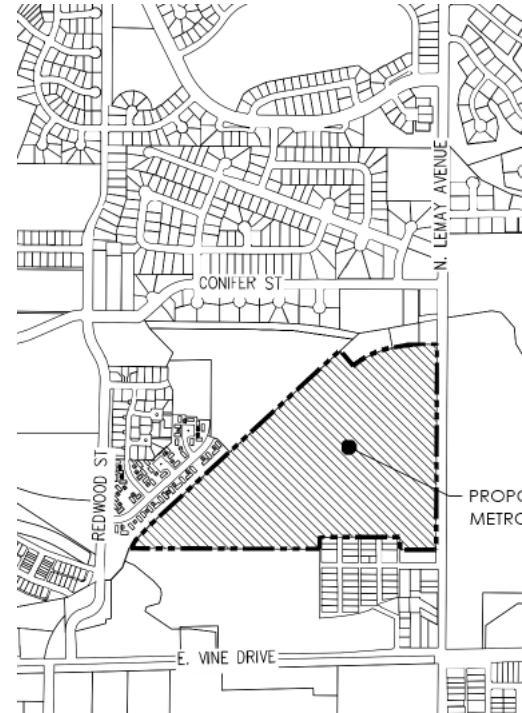 N. LEMAY AVENUE
CONIFER ST
REDWOOD ST
PROPO
METRO
E. VINE DRIVE